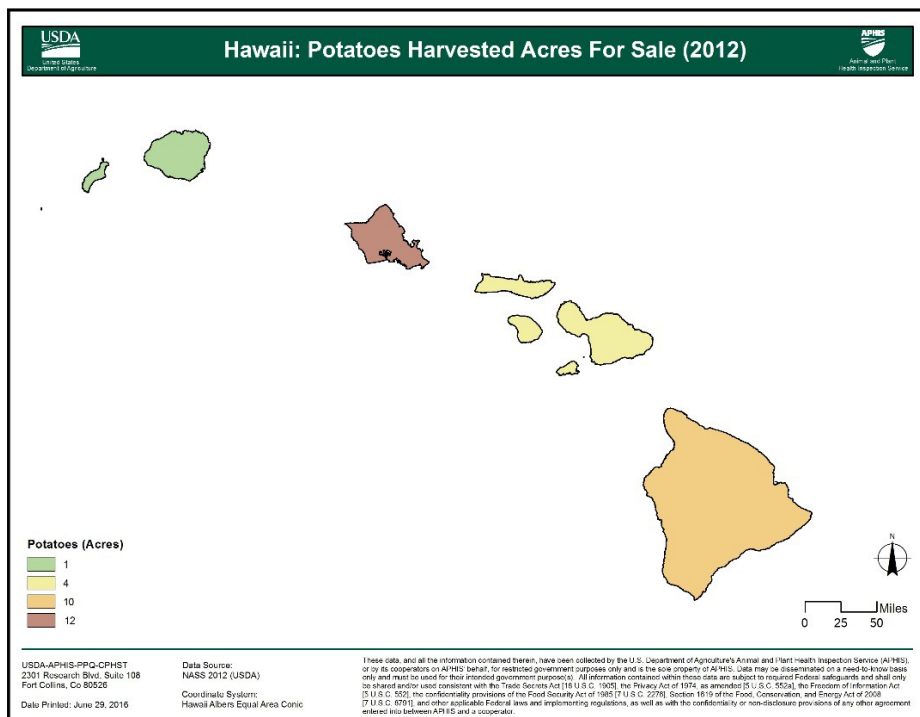 USDA
United States
Department of Agriculture
Hawaii: Potatoes Harvested Acres For Sale (2012)
APHIS
Animal and Plant
Health Inspection Service
Potatoes (Acres)
1
4
10
12
N
Miles
0 25 50
USDA-APHIS-PPQ-CPHST
2301 Research Blvd, Suite 108
Fort Collins, Co 80526
Date Printed: June 29, 2016
Data Source:
NASS 2012 (USDA)
Coordinate System:
Hawaii Albers Equal Area Conic
These data, and all the information contained therein, have been collected by the U.S. Department of Agriculture's Animal and Plant Health Inspection Service (APHIS),
or by its cooperators on APHIS' behalf, for restricted government purposes only and is the sole property of APHIS. Data may be disseminated on a need-to-know basis
only and must be used for their intended government purpose(s). All information contained within these data are subject to required Federal safeguards and shall only
be shared and/or used consistent with the Trade Secrets Act [18 U.S.C. 1905], the Privacy Act of 1974, as amended [5 U.S.C. 552a], the Freedom of Information Act
[5 U.S.C. 552], the confidentiality provisions of the Food Security Act of 1985 [7 U.S.C. 2276], Section 1619 of the Food, Conservation, and Energy Act of 2008
[7 U.S.C. 8791], and other applicable Federal laws and implementing regulations, as well as with the confidentiality or non-disclosure provisions of any other agreement
entered into between APHIS and a cooperator.